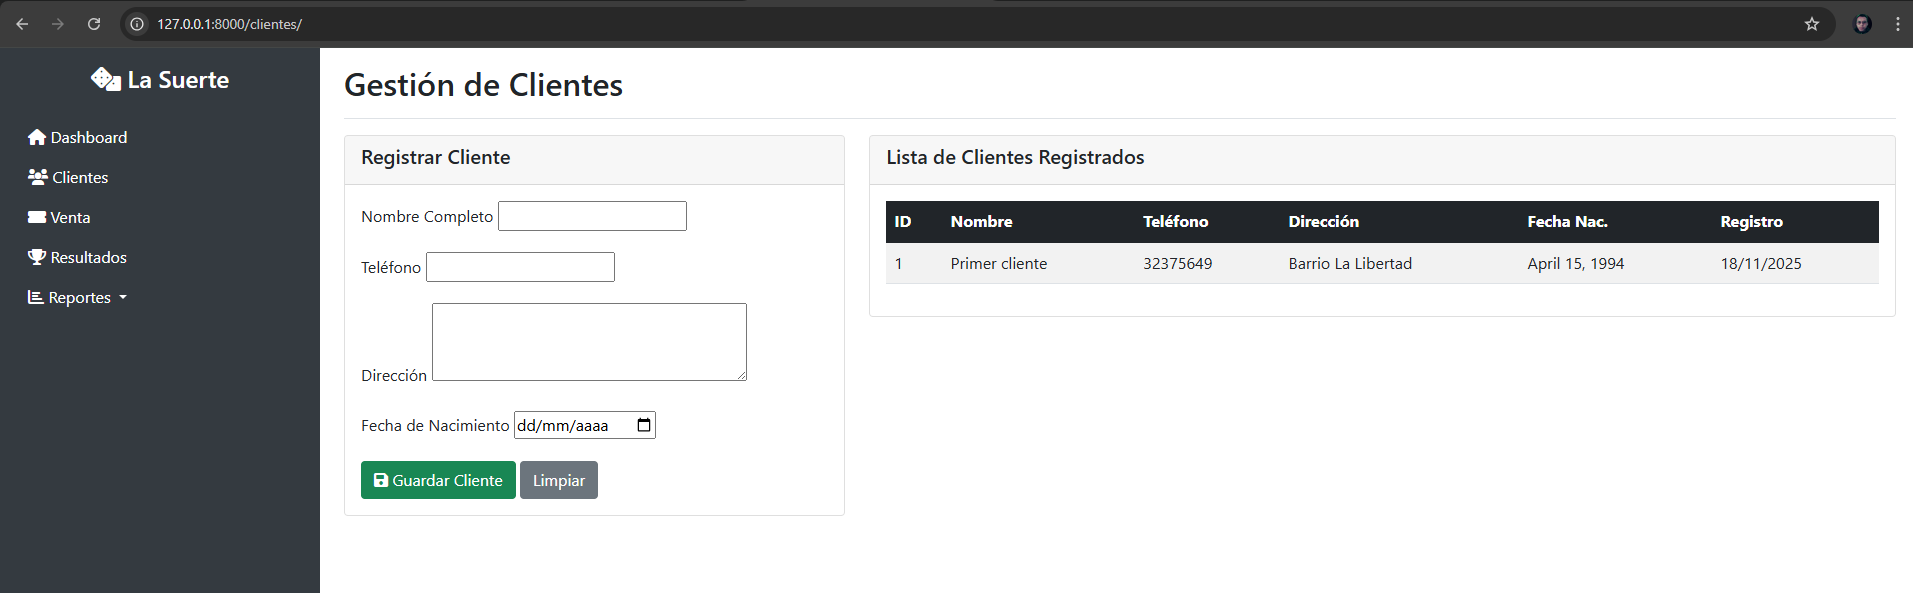 127.0.0.1:8000/clientes/
La Suerte
Dashboard
Clientes
Venta
Resultados
Reportes
Gestión de Clientes
Registrar Cliente
Nombre Completo
Teléfono
Dirección
Fecha de Nacimiento dd/mm/aaaa
Guardar Cliente Limpiar
Lista de Clientes Registrados
ID Nombre Teléfono Dirección Fecha Nac. Registro
1 Primer cliente 32375649 Barrio La Libertad April 15, 1994 18/11/2025